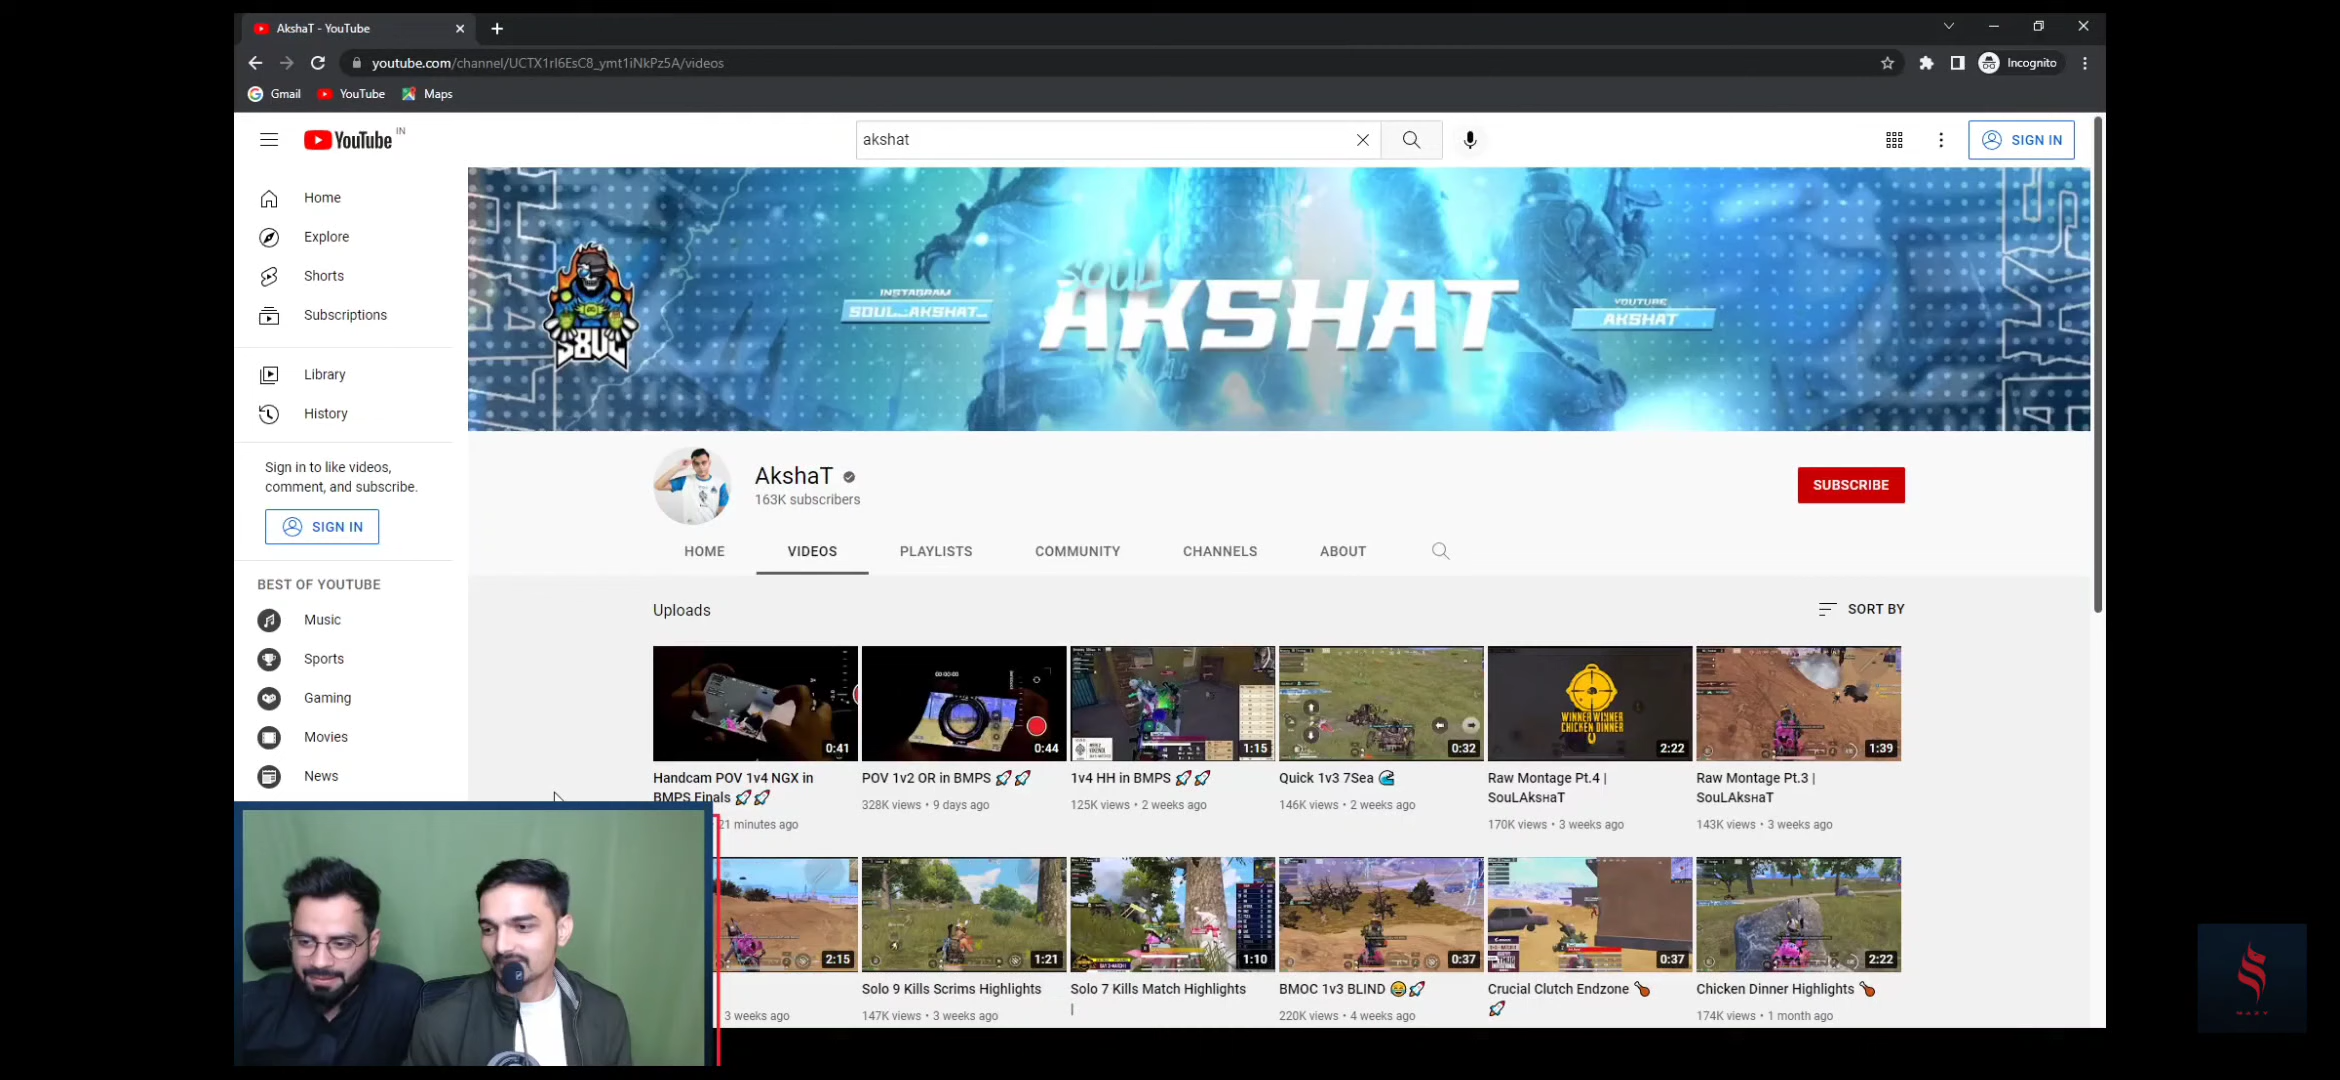 AkshaT - YouTube
youtube.com/channel/UCTX1rI6EsC8_ymt1iNkPz5A/videos
Incognito
Gmail
YouTube
Maps
YouTube IN
akshat
SIGN IN
Home
Explore
Shorts
Subscriptions
Library
History
Sign in to like videos,
comment, and subscribe.
SIGN IN
BEST OF YOUTUBE
Music
Sports
Gaming
Movies
News
S8UL
INSTAGRAM
SOUL
AKSHAT
YOUTUBE
AKSHAT
AkshaT
163K subscribers
SUBSCRIBE
HOME
VIDEOS
PLAYLISTS
COMMUNITY
CHANNELS
ABOUT
Uploads
SORT BY
0:41
0:44
1:15
0:32
WINNER WINNER
CHICKEN DINNER
2:22
1:39
Handcam POV 1v4 NGX in
BMPS Finals 🚀🚀
21 minutes ago
POV 1v2 OR in BMPS 🚀🚀
328K views • 9 days ago
1v4 HH in BMPS 🚀🚀
125K views • 2 weeks ago
Quick 1v3 7Sea 🌊
146K views • 2 weeks ago
Raw Montage Pt.4 |
SouLAksнaT
170K views • 3 weeks ago
Raw Montage Pt.3 |
SouLAksнaT
143K views • 3 weeks ago
2:15
1:21
1:10
0:37
0:37
2:22
3 weeks ago
Solo 9 Kills Scrims Highlights
147K views • 3 weeks ago
Solo 7 Kills Match Highlights
|
BMOC 1v3 BLIND 😂🚀
220K views • 4 weeks ago
Crucial Clutch Endzone 🍗
🚀
Chicken Dinner Highlights 🍗
174K views • 1 month ago